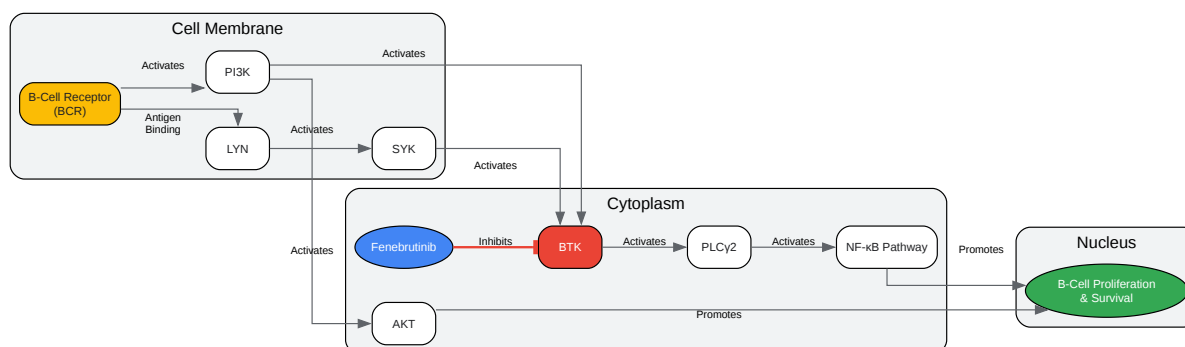 Cell Membrane
Activates
PI3K
Activates
B-Cell Receptor
(BCR)
Antigen
Binding
LYN
Activates
SYK
Activates
Activates
Cytoplasm
Fenebrutinib
Inhibits
BTK
Activates
PLCγ2
Activates
NF-κB Pathway
Promotes
AKT
Promotes
Nucleus
B-Cell Proliferation
& Survival